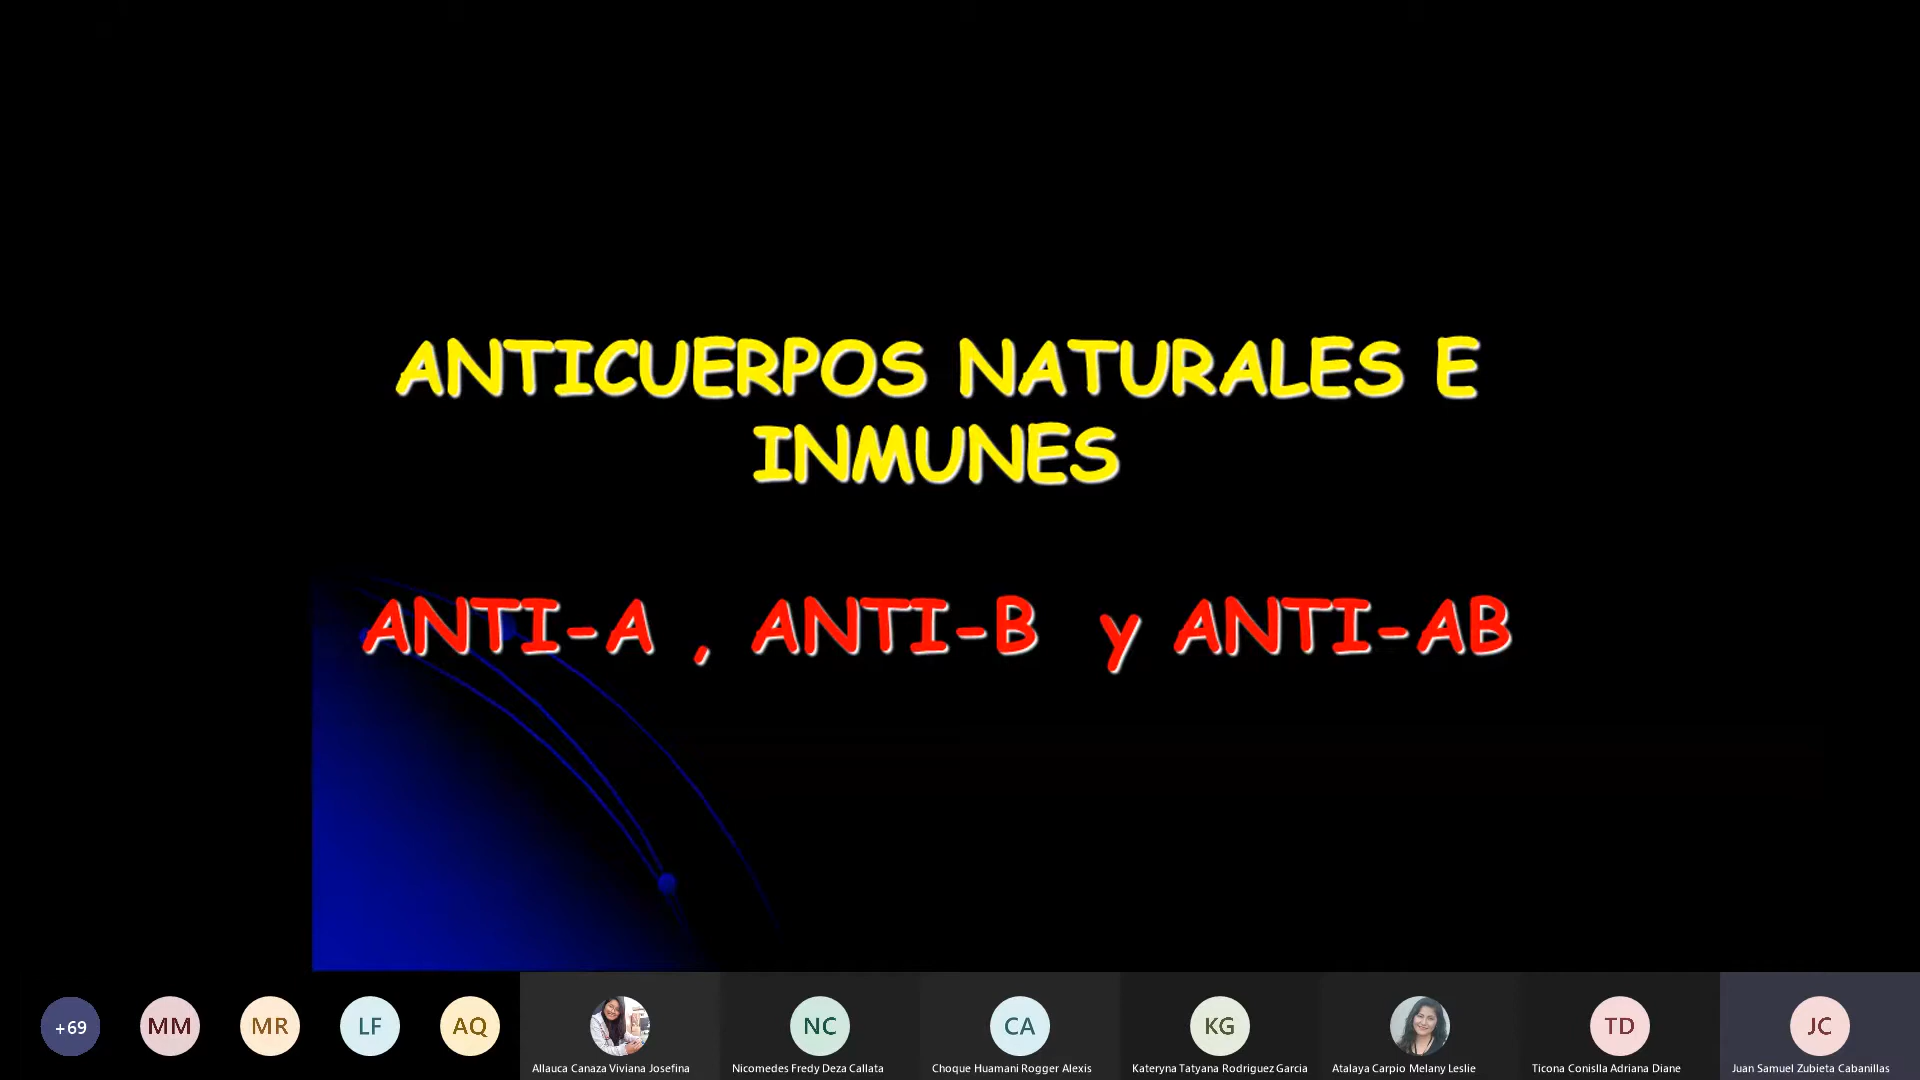 ANTICUERPOS NATURALES E
INMUNES
ANTI-A , ANTI-B y ANTI-AB
+69
MM
MR
LF
AQ
NC
CA
KG
TD
JC
Allauca Canaza Viviana Josefina
Nicomedes Fredy Deza Callata
Choque Huamani Rogger Alexis
Kateryna Tatyana Rodriguez Garcia
Atalaya Carpio Melany Leslie
Ticona Conislla Adriana Diane
Juan Samuel Zubieta Cabanillas